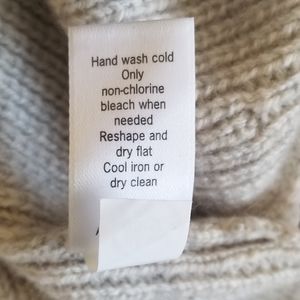 Hand wash cold
Only
non-chlorine
bleach when
needed
Reshape and
dry flat
Cool iron or
dry clean